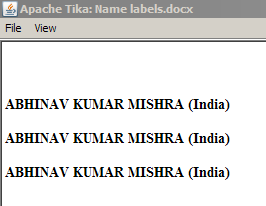 Apache Tika: Name labels.docx
File View
ABHINAV KUMAR MISHRA (India)
ABHINAV KUMAR MISHRA (India)
ABHINAV KUMAR MISHRA (India)